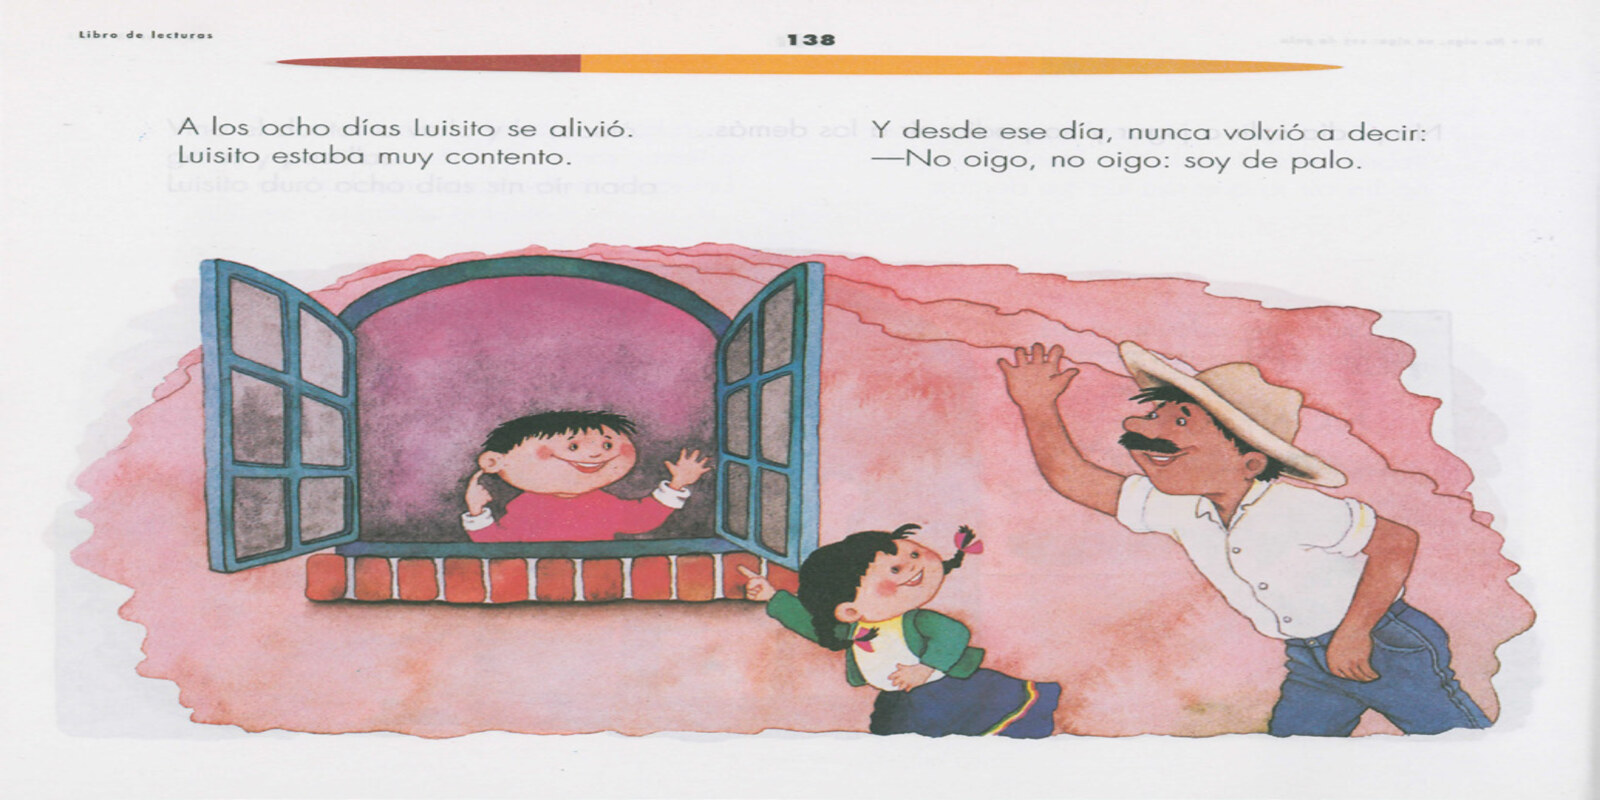 Libro de lecturas
138
A los ocho días Luisito se alivió.
Luisito estaba muy contento.
Y desde ese día, nunca volvió a decir:
—No oigo, no oigo: soy de palo.